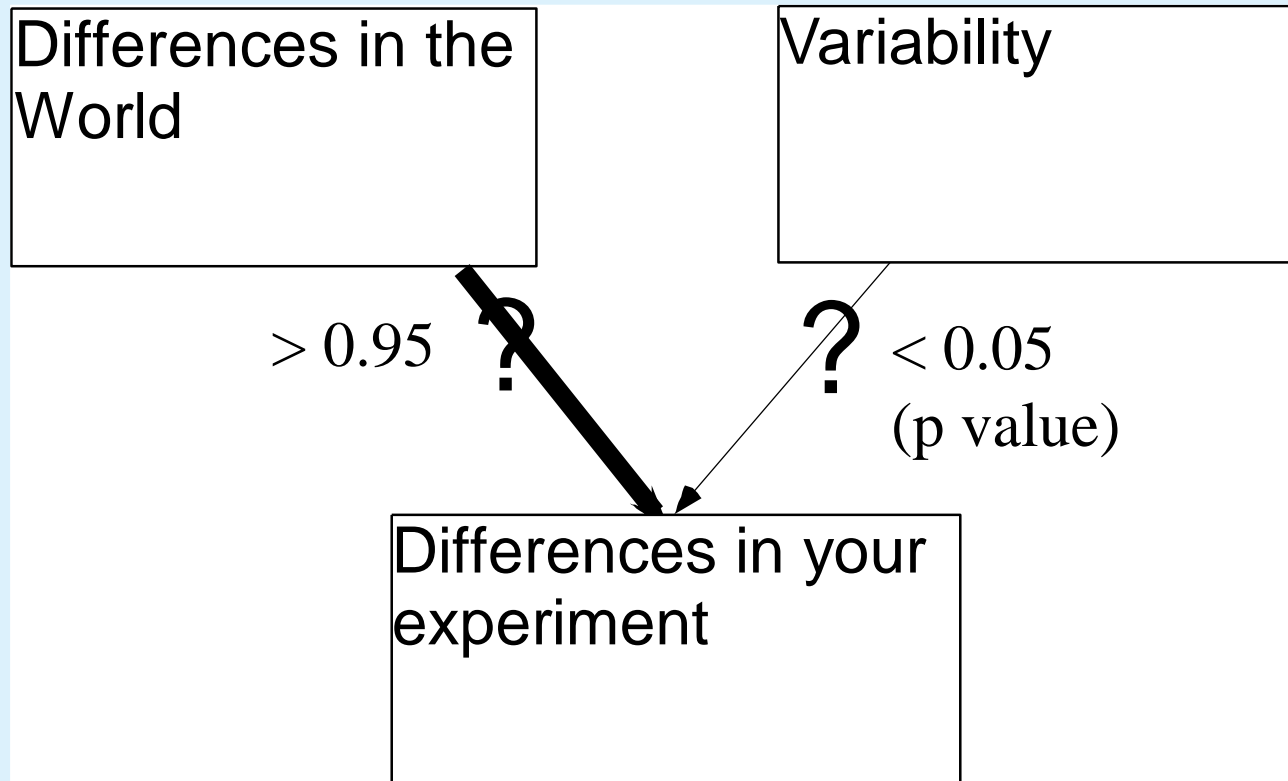 Differences in the
World
Variability
> 0.95
?
?
< 0.05
(p value)
Differences in your
experiment